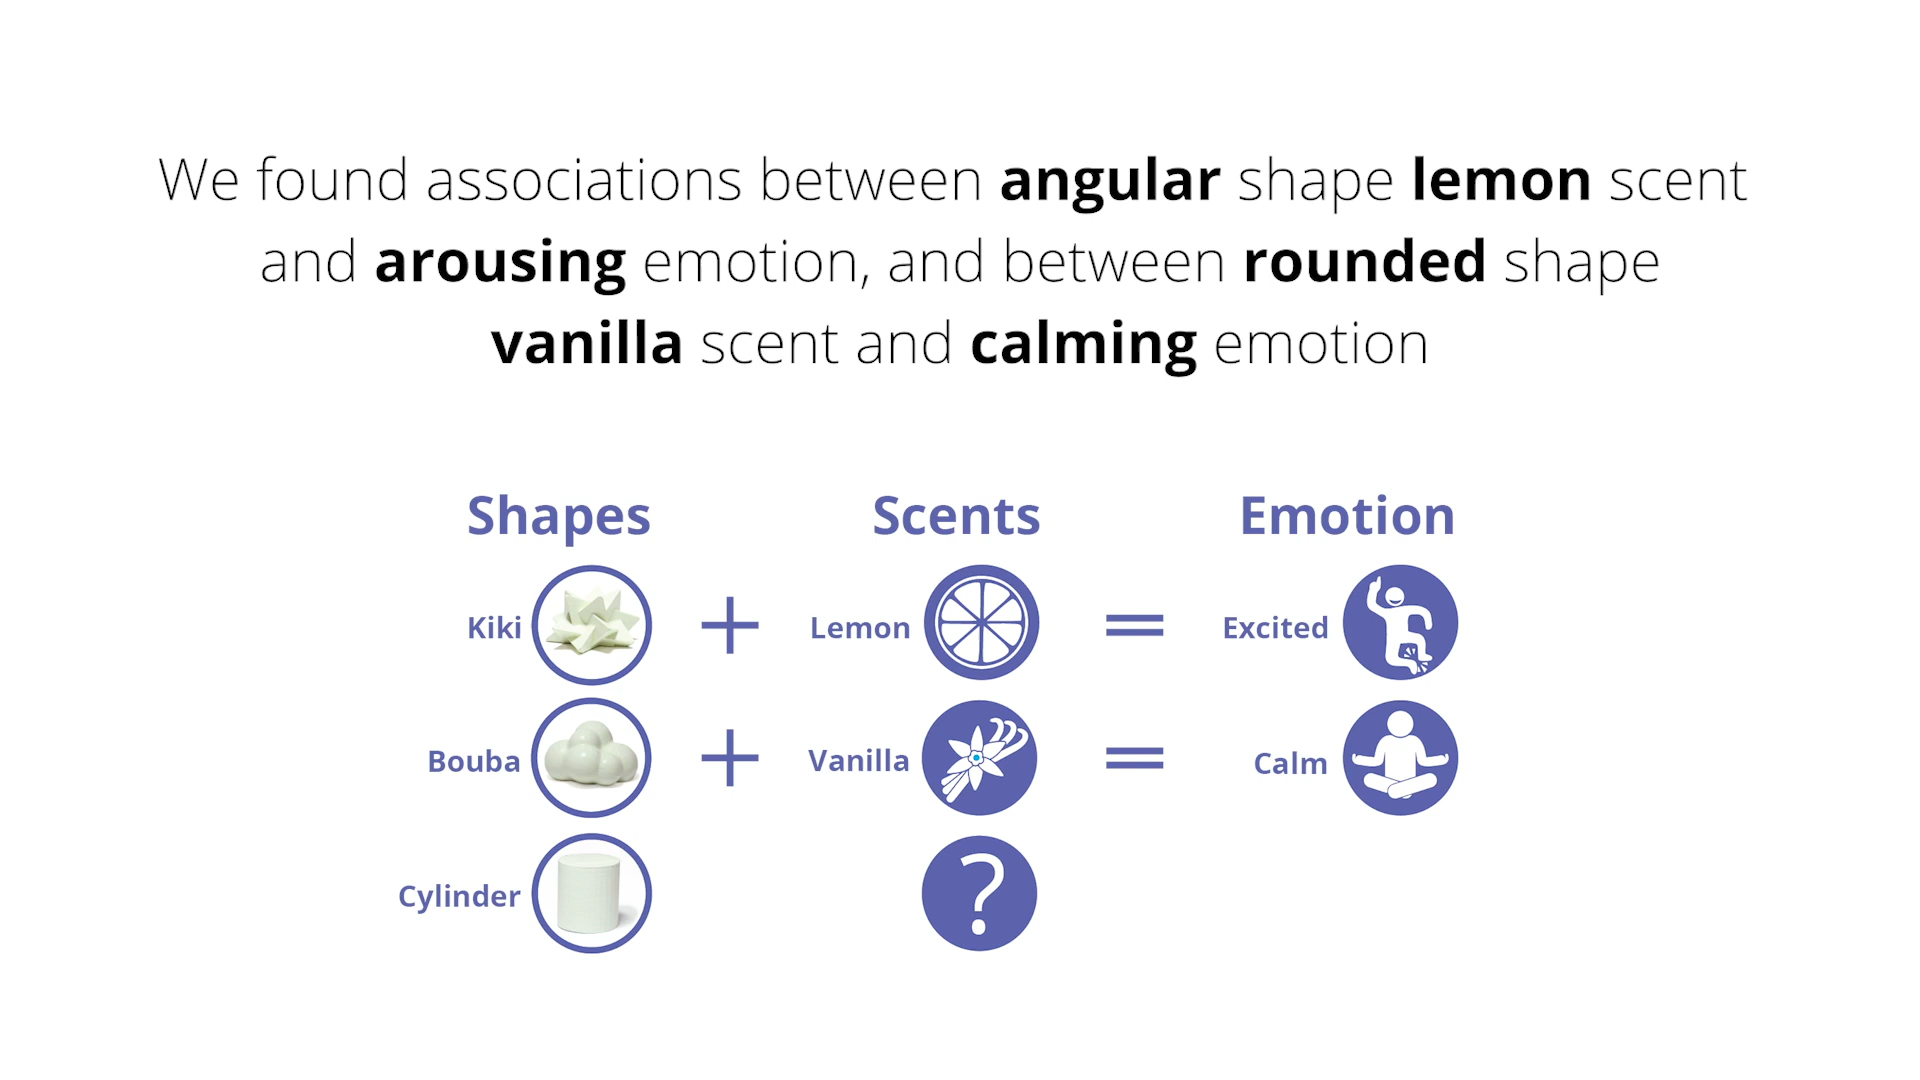 We found associations between angular shape lemon scent
and arousing emotion, and between rounded shape
vanilla scent and calming emotion
Shapes Scents Emotion
Kiki + Lemon = Excited
Bouba + Vanilla = Calm
Cylinder ?